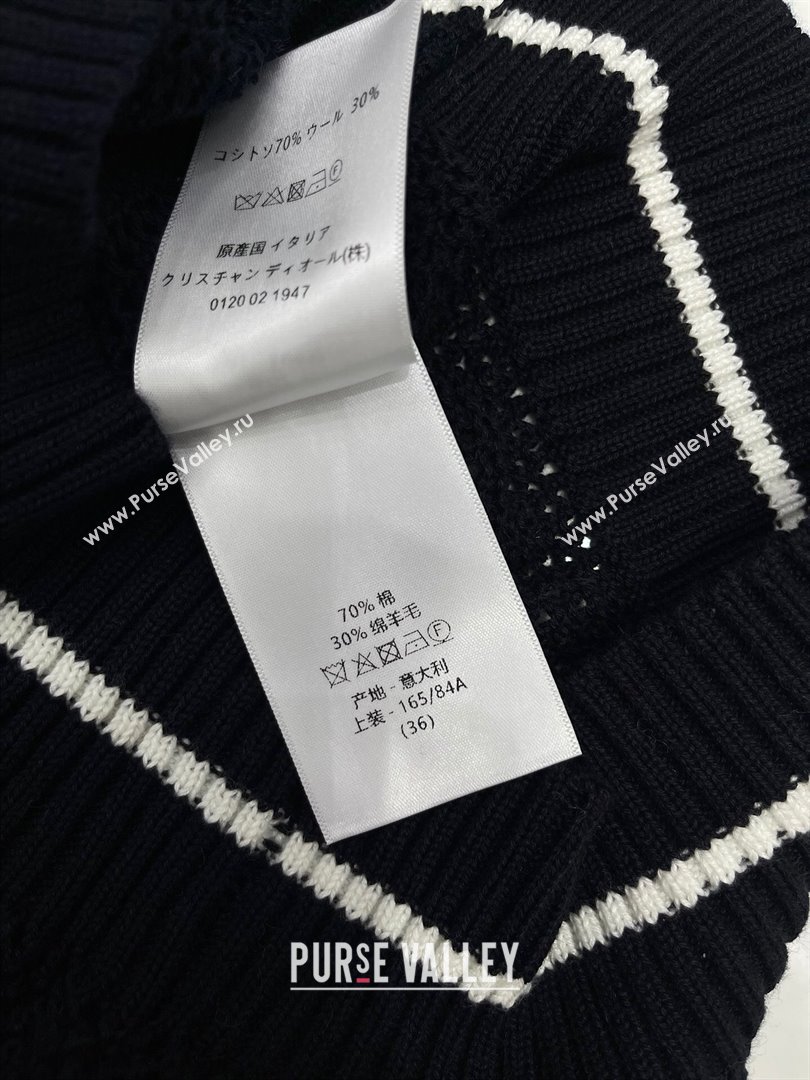 コシトソ70% ウール 30%
F
原産国 イタリア
クリスチャン ディオール(株)
0120 02 1947
www.PurseValley.ru
www.PurseValley.ru
70% 棉
30% 绵羊毛
F
产地 - 意大利
上装 - 165/84A
(36)
PURSE VALLEY